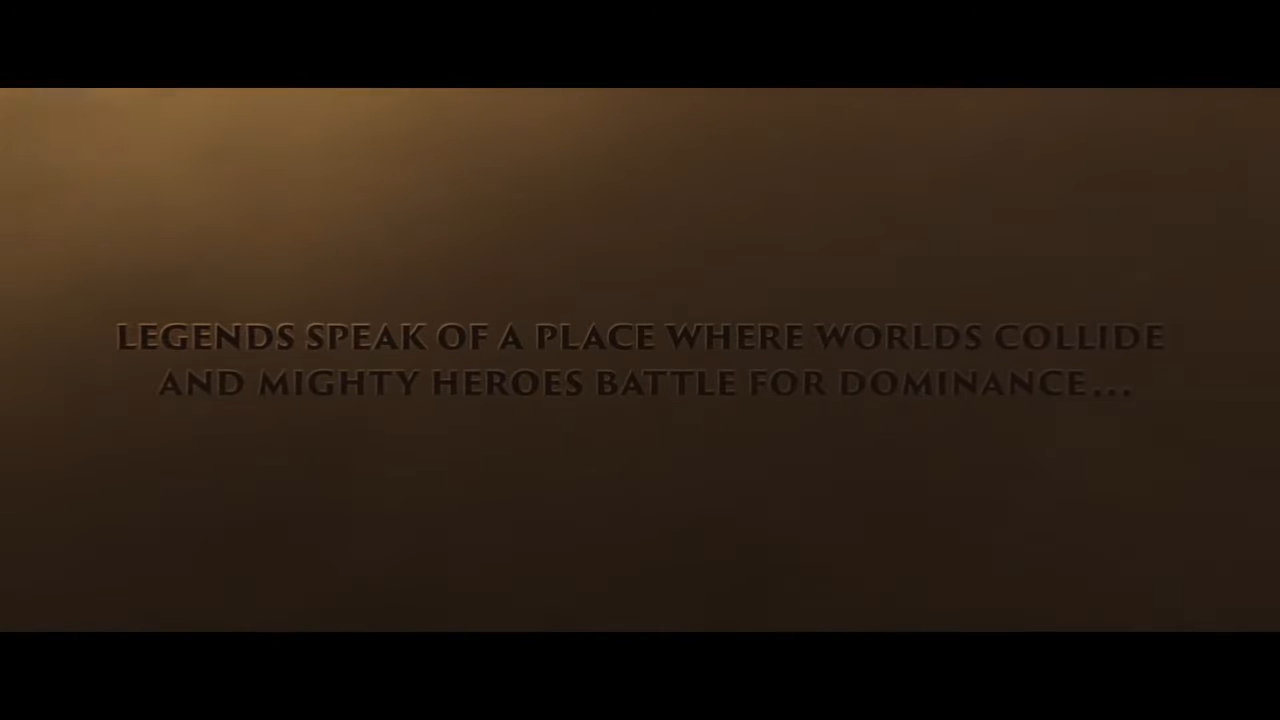 LEGENDS SPEAK OF A PLACE WHERE WORLDS COLLIDE
AND MIGHTY HEROES BATTLE FOR DOMINANCE...